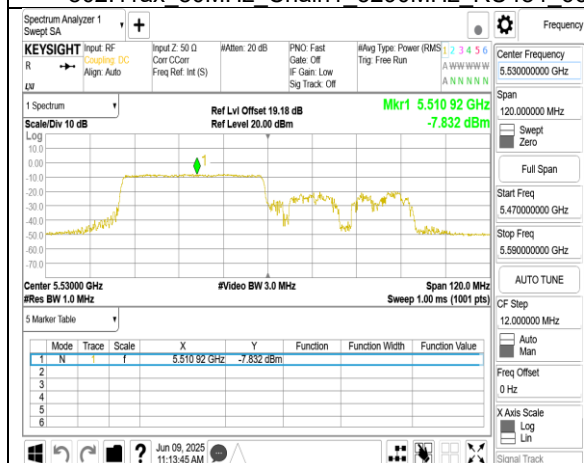 Spectrum Analyzer 1
Swept SA
Frequency
KEYSIGHT
R
Input: RF
Coupling: DC
Align: Auto
Input Z: 50 Ω
Corr CCorr
Freq Ref: Int (S)
#Atten: 20 dB
PNO: Fast
Gate: Off
IF Gain: Low
Sig Track: Off
#Avg Type: Power (RMS
Trig: Free Run
1 2 3 4 5 6
A W W W W W
A N N N N N
1 Spectrum
Scale/Div 10 dB
Ref Lvl Offset 19.18 dB
Ref Level 20.00 dBm
Mkr1 5.510 92 GHz
-7.832 dBm
Log
10.0
0.00
-10.0
-20.0
-30.0
-40.0
-50.0
-60.0
-70.0
1
Center 5.53000 GHz
#Res BW 1.0 MHz
#Video BW 3.0 MHz
Span 120.0 MHz
Sweep 1.00 ms (1001 pts)
5 Marker Table
Mode Trace Scale X Y Function Function Width Function Value
1 N 1 f 5.510 92 GHz -7.832 dBm
2
3
4
5
6
Jun 09, 2025
11:13:45 AM
Center Frequency
5.530000000 GHz
Span
120.000000 MHz
Swept
Zero
Full Span
Start Freq
5.470000000 GHz
Stop Freq
5.590000000 GHz
AUTO TUNE
CF Step
12.000000 MHz
Auto
Man
Freq Offset
0 Hz
X Axis Scale
Log
Lin
Signal Track